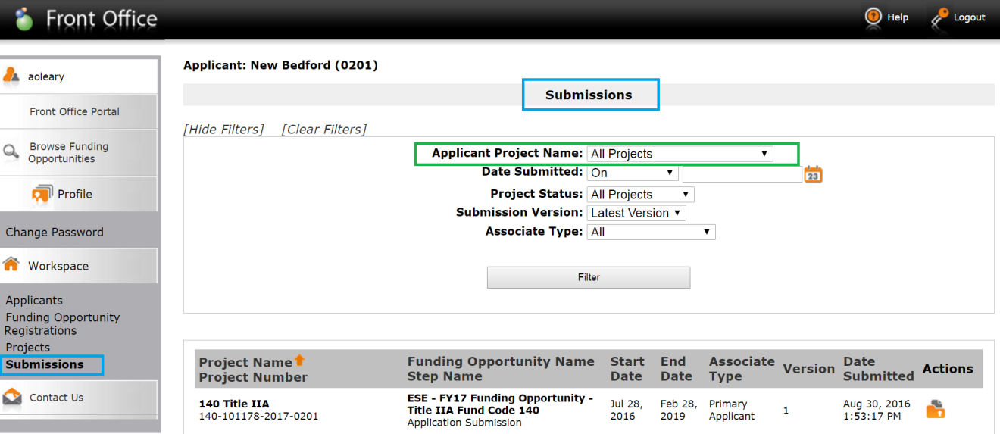 Front Office
Help
Logout
aoleary
Front Office Portal
Browse Funding
Opportunities
Profile
Change Password
Workspace
Applicants
Funding Opportunity
Registrations
Projects
Submissions
Contact Us
Applicant: New Bedford (0201)
Submissions
[Hide Filters] [Clear Filters]
Applicant Project Name: All Projects
Date Submitted: On
23
Project Status: All Projects
Submission Version: Latest Version
Associate Type: All
Filter
Project Name Funding Opportunity Name Start End Associate Version Date Actions
Project Number Step Name Date Date Type Submitted
140 Title IIA ESE - FY17 Funding Opportunity - Jul 28, Feb 28, Primary 1 Aug 30, 2016
140-101178-2017-0201 Title IIA Fund Code 140 2016 2019 Applicant 1:53:17 PM
Application Submission